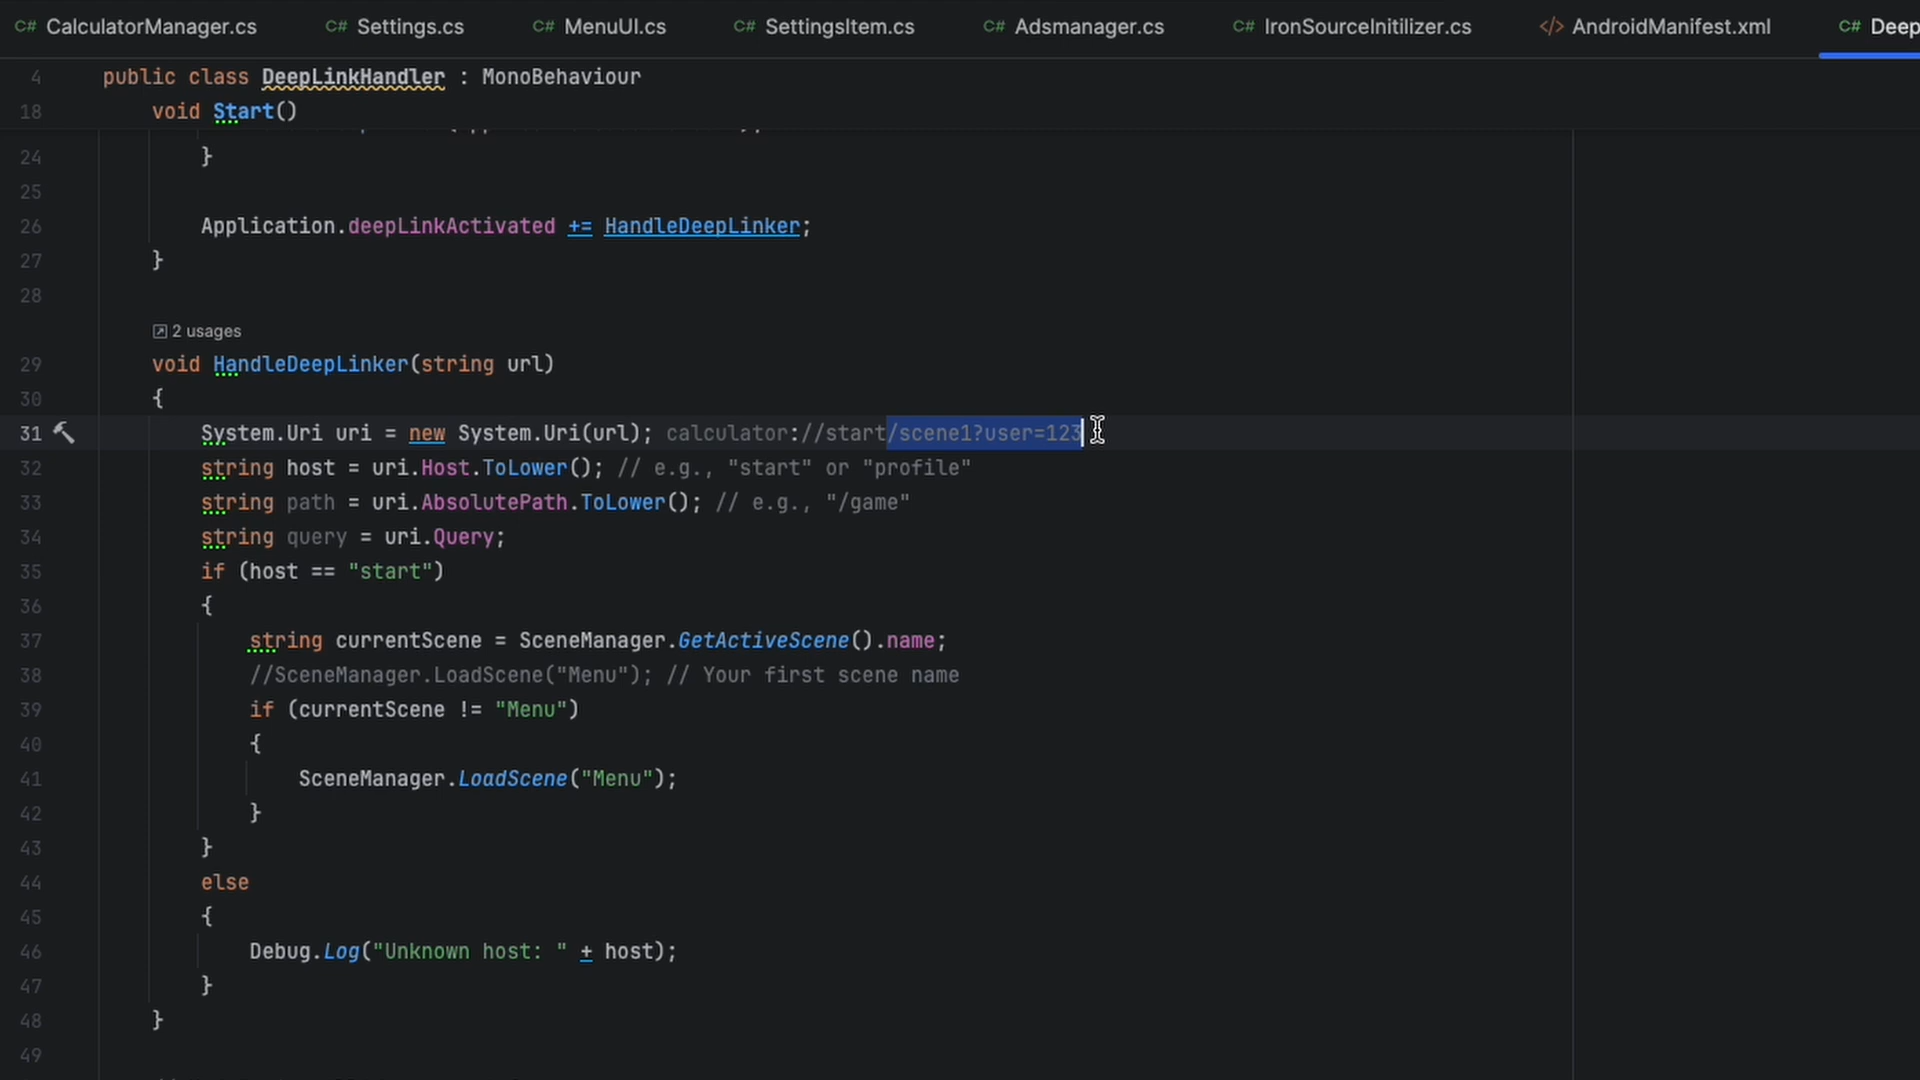 C# CalculatorManager.cs C# Settings.cs C# MenuUI.cs C# SettingsItem.cs C# Adsmanager.cs C# IronSourceInitilizer.cs </> AndroidManifest.xml C# Deep
4 public class DeepLinkHandler : MonoBehaviour
18 void Start()
24 }
25
26 Application.deepLinkActivated += HandleDeepLinker;
27 }
28
2 usages
29 void HandleDeepLinker(string url)
30 {
31 System.Uri uri = new System.Uri(url); calculator://start/scene1?user=123
32 string host = uri.Host.ToLower(); // e.g., "start" or "profile"
33 string path = uri.AbsolutePath.ToLower(); // e.g., "/game"
34 string query = uri.Query;
35 if (host == "start")
36 {
37 string currentScene = SceneManager.GetActiveScene().name;
38 //SceneManager.LoadScene("Menu"); // Your first scene name
39 if (currentScene != "Menu")
40 {
41 SceneManager.LoadScene("Menu");
42 }
43 }
44 else
45 {
46 Debug.Log("Unknown host: " + host);
47 }
48 }
49